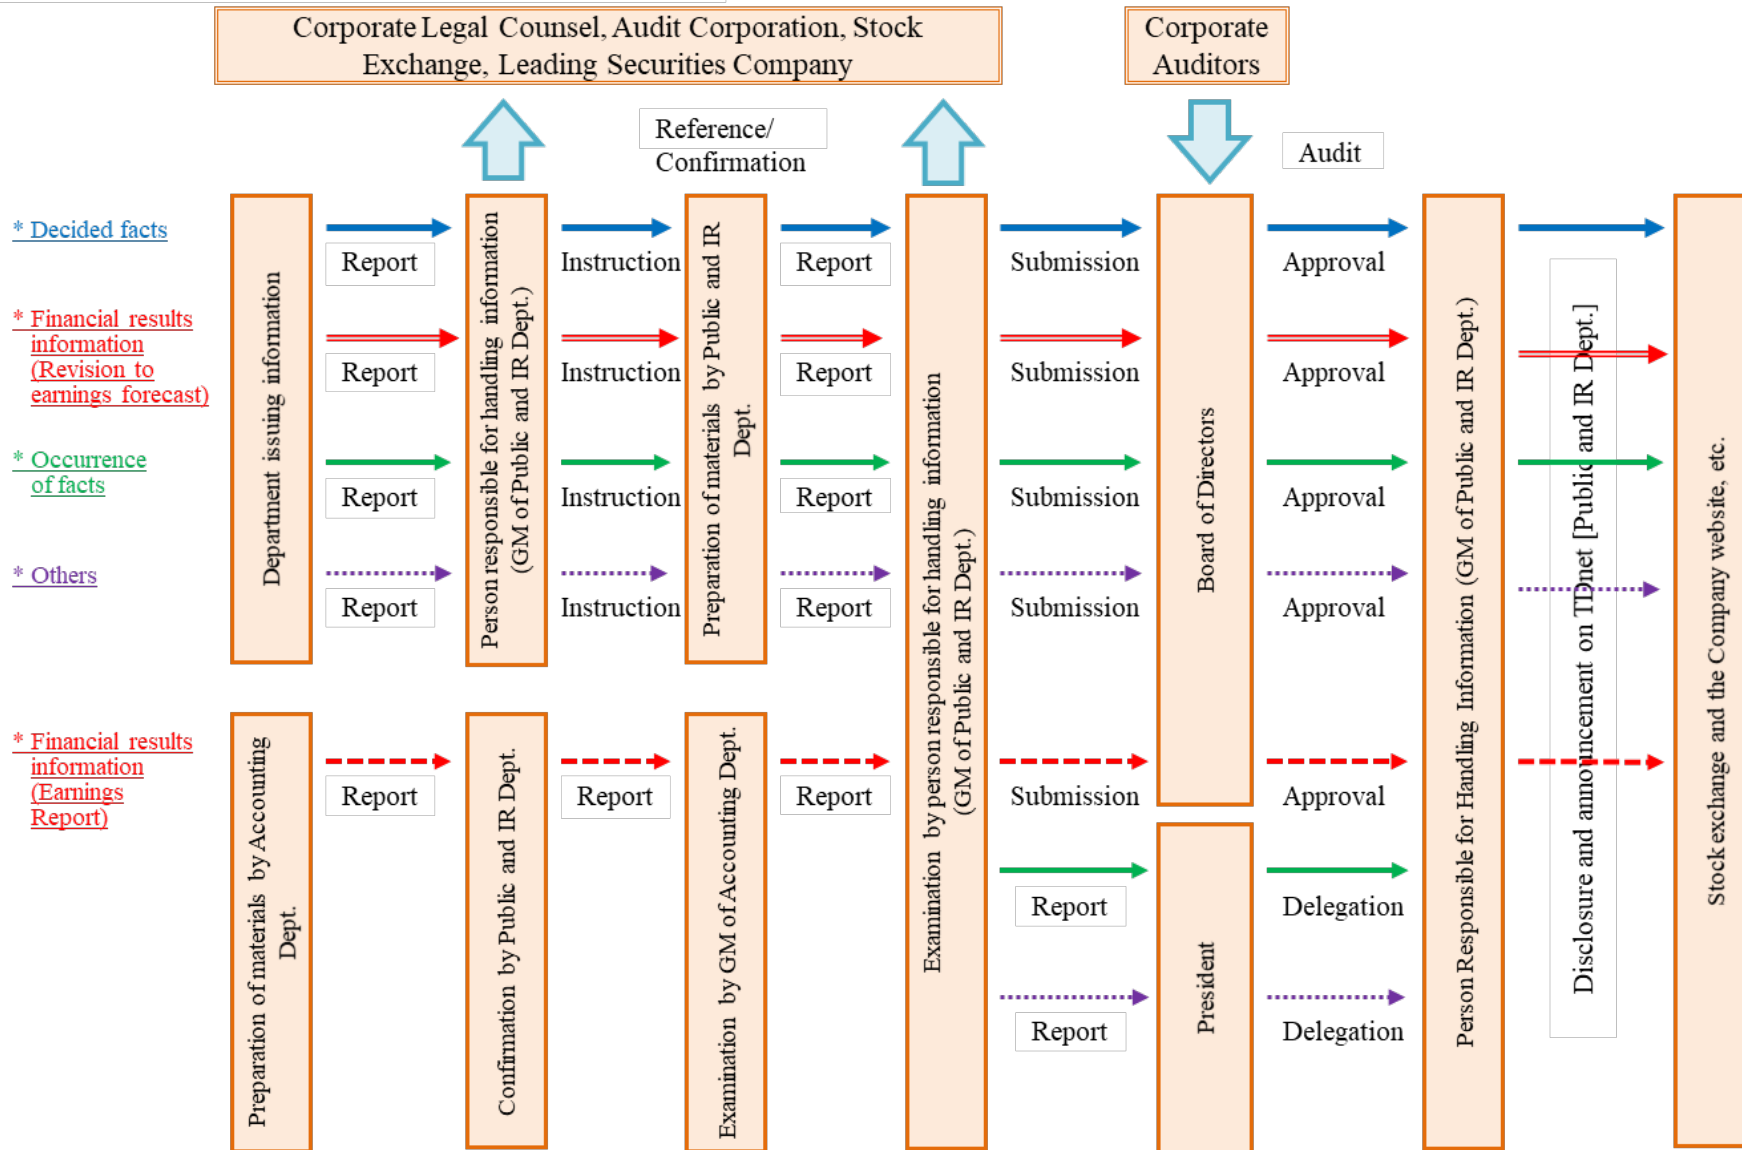 Corporate Legal Counsel, Audit Corporation, Stock
Exchange, Leading Securities Company
Corporate
Auditors
Reference/
Confirmation
Audit
* Decided facts
* Financial results
information
(Revision to
earnings forecast)
* Occurrence
of facts
* Others
* Financial results
information
(Earnings
Report)
Department issuing information
Report
Report
Report
Report
Person responsible for handling information
(GM of Public and IR Dept.)
Instruction
Instruction
Instruction
Instruction
Preparation of materials by Public and IR
Dept.
Report
Report
Report
Report
Preparation of materials by Accounting
Dept.
Report
Confirmation by Public and IR Dept.
Report
Examination by GM of Accounting Dept.
Report
Examination by person responsible for handling information
(GM of Public and IR Dept.)
Submission
Submission
Submission
Submission
Submission
Report
Report
Board of Directors
President
Approval
Approval
Approval
Approval
Approval
Delegation
Delegation
Person Responsible for Handling Information (GM of Public and IR Dept.)
Disclosure and announcement on TDnet [Public and IR Dept.]
Stock exchange and the Company website, etc.